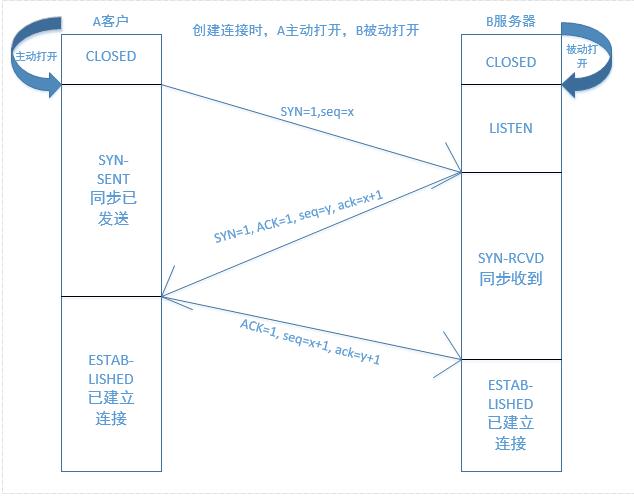 A客户
创建连接时，A主动打开，B被动打开
B服务器
主动打开
CLOSED
CLOSED
被动打
开
SYN=1,seq=x
LISTEN
SYN-
SENT
同步已
发送
SYN=1, ACK=1, seq=y, ack=x+1
SYN-RCVD
同步收到
ACK=1, seq=x+1, ack=y+1
ESTAB-
LISHED
已建立
连接
ESTAB-
LISHED
已建立
连接